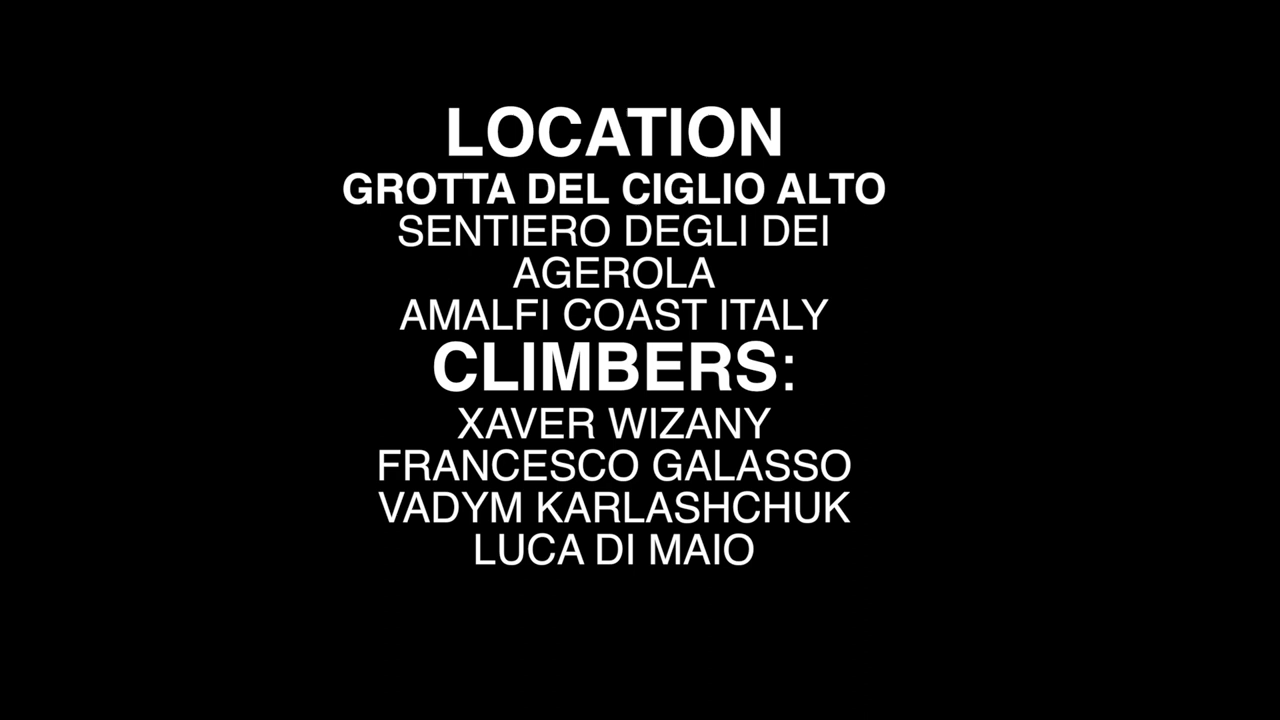 LOCATION
GROTTA DEL CIGLIO ALTO
SENTIERO DEGLI DEI
AGEROLA
AMALFI COAST ITALY
CLIMBERS:
XAVER WIZANY
FRANCESCO GALASSO
VADYM KARLASHCHUK
LUCA DI MAIO